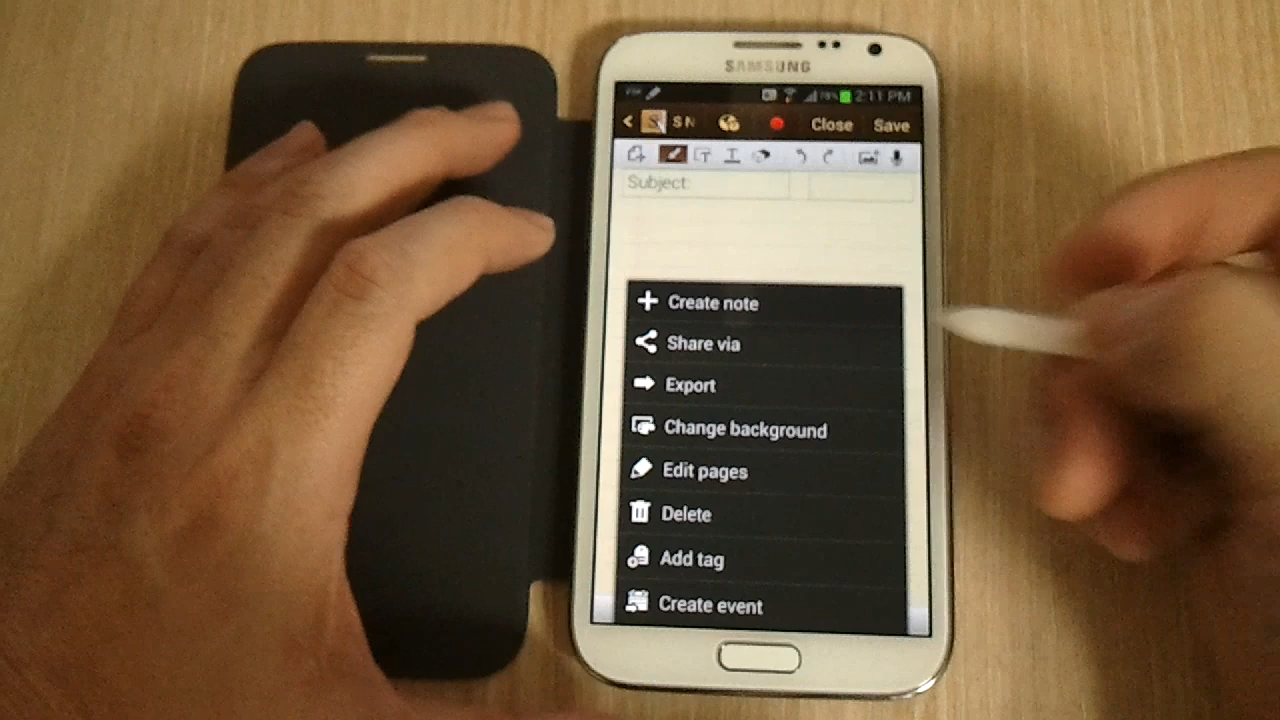 SAMSUNG
2:11 PM
S N Close Save
Subject:
Create note
Share via
Export
Change background
Edit pages
Delete
Add tag
Create event